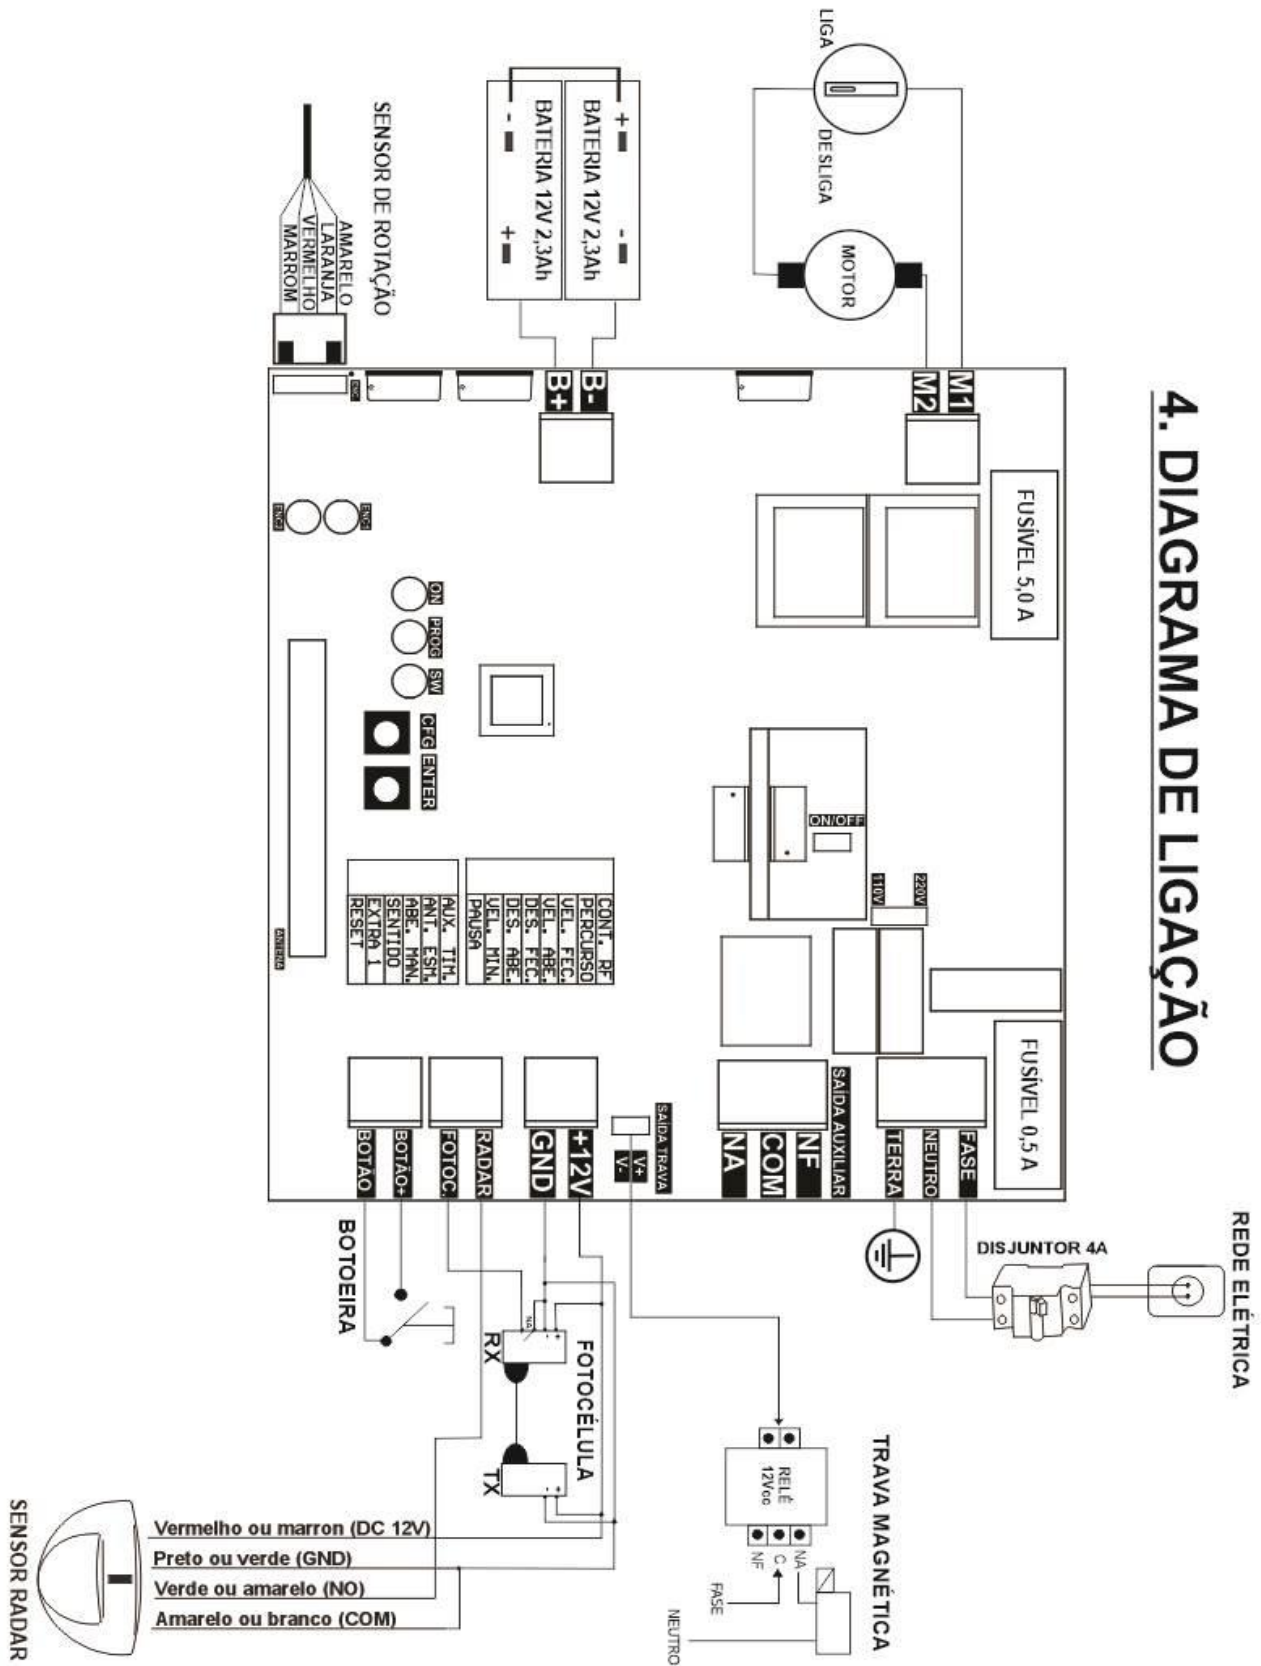 4. DIAGRAMA DE LIGAÇÃO
REDE ELÉTRICA
DISJUNTOR 4A
LIGA
DESLIGA
MOTOR
M1
M2
FUSÍVEL 5,0 A
FUSÍVEL 0,5 A
220V
110V
ON/OFF
FASE
NEUTRO
TERRA
SAÍDA AUXILIAR
NF
COM
NA
TRAVA MAGNÉTICA
RELÉ
12Vcc
NA
C
NF
FASE
NEUTRO
BATERIA 12V 2,3Ah
+ -
BATERIA 12V 2,3Ah
- +
B-
B+
SAÍDA TRAVA
V+
V-
+12V
GND
RADAR
FOTOC.
BOTÃO+
BOTÃO
CONT. RF
PERCURSO
VEL. FEC.
VEL. ABE.
DES. FEC.
DES. ABE.
VEL. MIN.
PAUSA
AUX. TIM.
ANT. ESM.
ABE. MAN.
SENTIDO
EXTRA 1
RESET
ON
PROG
SW
CFG
ENTER
SENSOR DE ROTAÇÃO
AMARELO
LARANJA
VERMELHO
MARROM
ENC
ENC1
ENC2
ANTENA
FOTOCÉLULA
+
-
NA
RX
+
-
TX
BOTOEIRA
Vermelho ou marron (DC 12V)
Preto ou verde (GND)
Verde ou amarelo (NO)
Amarelo ou branco (COM)
SENSOR RADAR